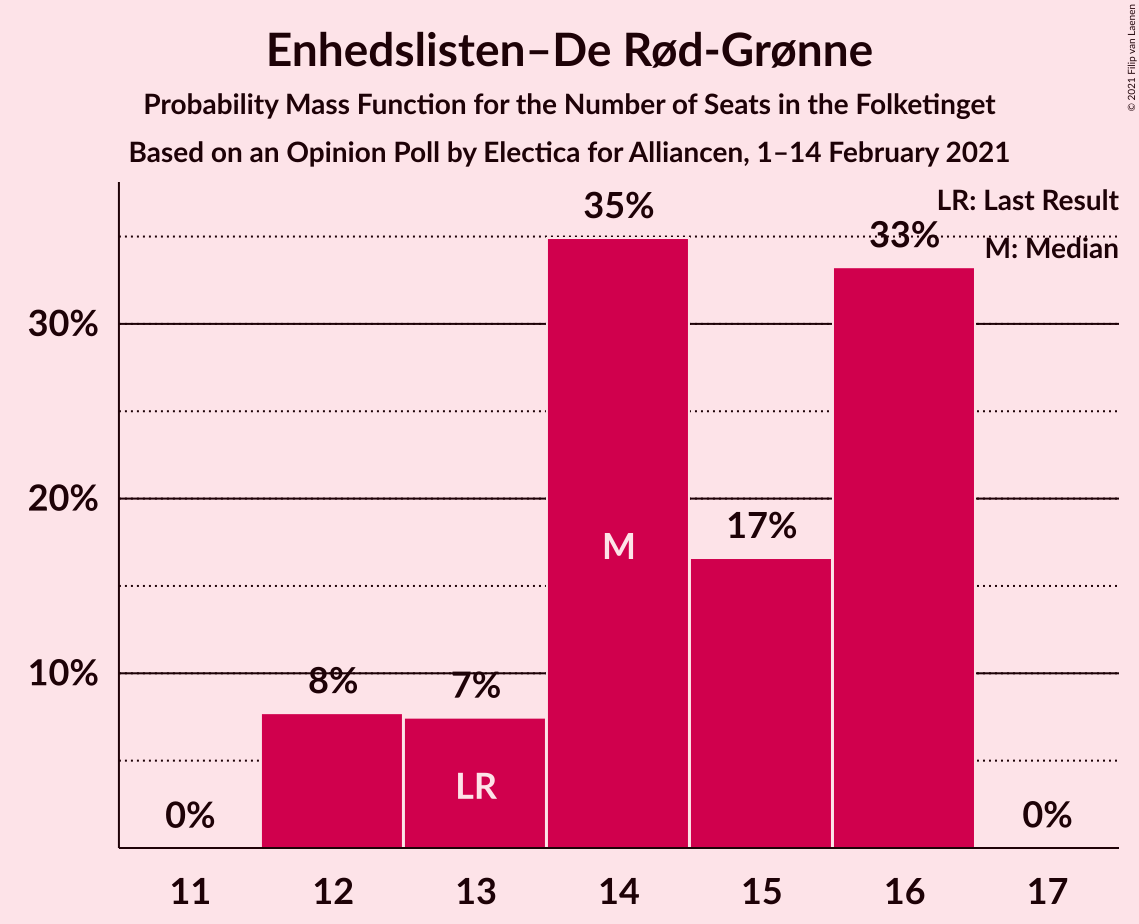 Enhedslisten–De Rød-Grønne
Probability Mass Function for the Number of Seats in the Folketinget
Based on an Opinion Poll by Electica for Alliancen, 1–14 February 2021
© 2021 Filip van Laenen
LR: Last Result
M: Median
35%
33%
30%
20%
17%
M
10%
8%
7%
LR
0%
0%
11 12 13 14 15 16 17